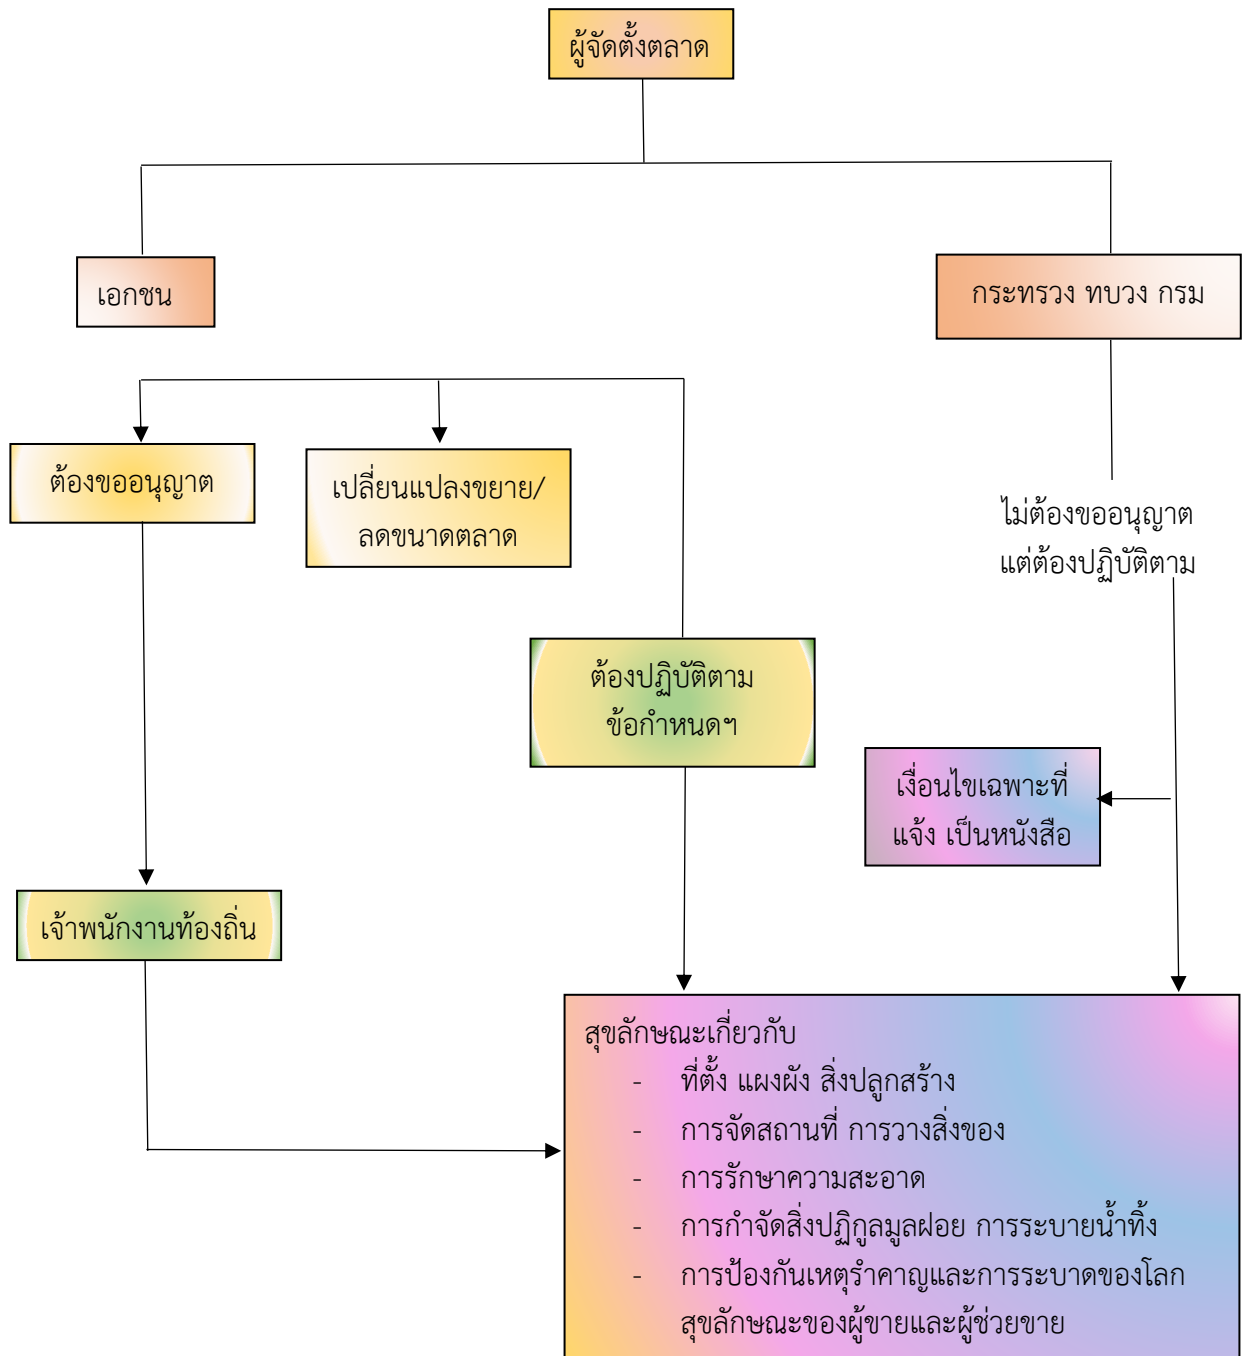 ผู้จัดตั้งตลาด
เอกชน
กระทรวง ทบวง กรม
ต้องขออนุญาต
เปลี่ยนแปลงขยาย/
ลดขนาดตลาด
ไม่ต้องขออนุญาต
แต่ต้องปฏิบัติตาม
ต้องปฏิบัติตาม
ข้อกำหนดฯ
เงื่อนไขเฉพาะที่
แจ้ง เป็นหนังสือ
เจ้าพนักงานท้องถิ่น
สุขลักษณะเกี่ยวกับ
- ที่ตั้ง แผงผัง สิ่งปลูกสร้าง
- การจัดสถานที่ การวางสิ่งของ
- การรักษาความสะอาด
- การกำจัดสิ่งปฏิกูลมูลฝอย การระบายน้ำทิ้ง
- การป้องกันเหตุรำคาญและการระบาดของโลก
สุขลักษณะของผู้ขายและผู้ช่วยขาย